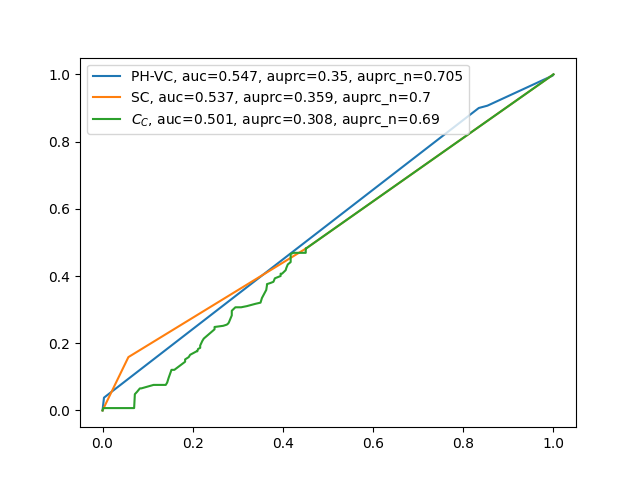 PH-VC, auc=0.547, auprc=0.35, auprc_n=0.705
SC, auc=0.537, auprc=0.359, auprc_n=0.7
C_C, auc=0.501, auprc=0.308, auprc_n=0.69
1.0
0.8
0.6
0.4
0.2
0.0
0.0 0.2 0.4 0.6 0.8 1.0